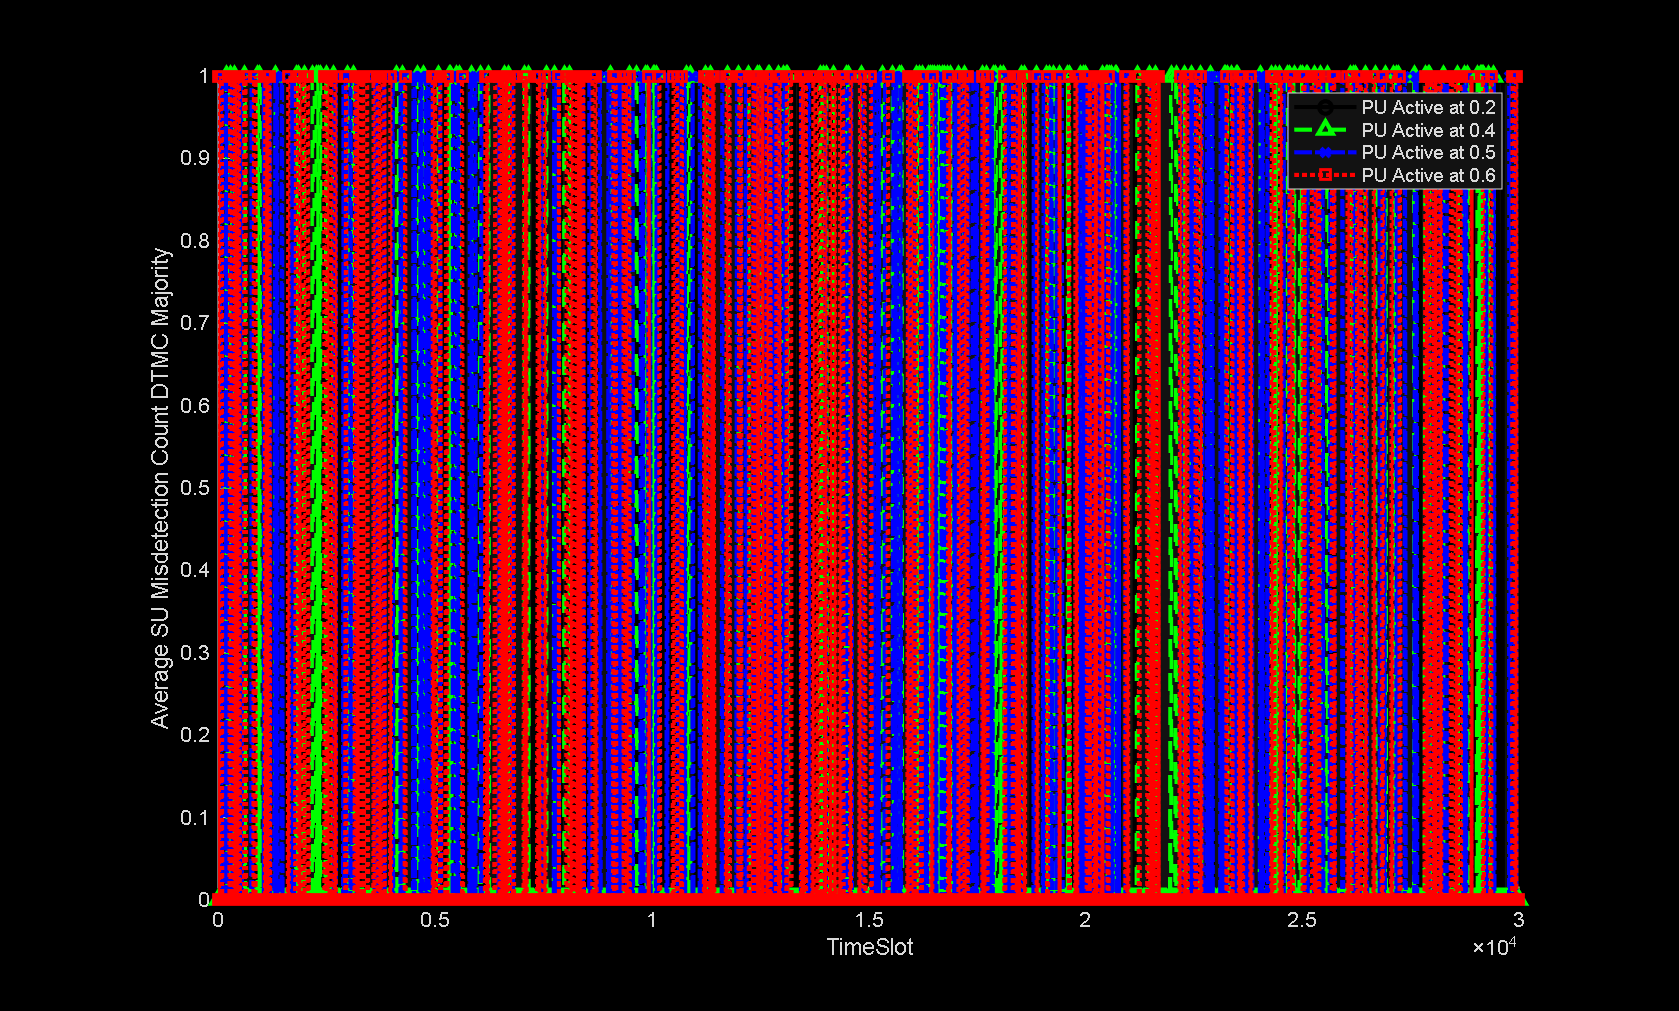 1
0.9
0.8
0.7
0.6
0.5
0.4
0.3
0.2
0.1
0
Average SU Misdetection Count DTMC Majority
PU Active at 0.2
PU Active at 0.4
PU Active at 0.5
PU Active at 0.6
0 0.5 1 1.5 2 2.5 3
TimeSlot
×10⁴